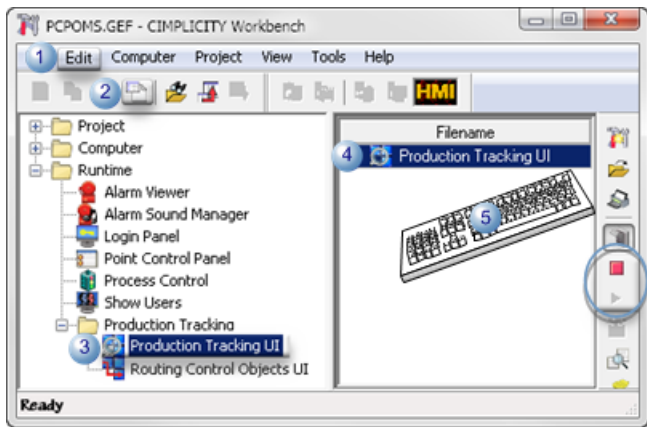 PCPOMS.GEF - CIMPLICITY Workbench
1 Edit Computer Project View Tools Help
2 HMI
Project
Computer
Runtime
Alarm Viewer
Alarm Sound Manager
Login Panel
Point Control Panel
Process Control
Show Users
Production Tracking
3 Production Tracking UI
Routing Control Objects UI
Filename
4 Production Tracking UI
5
Ready